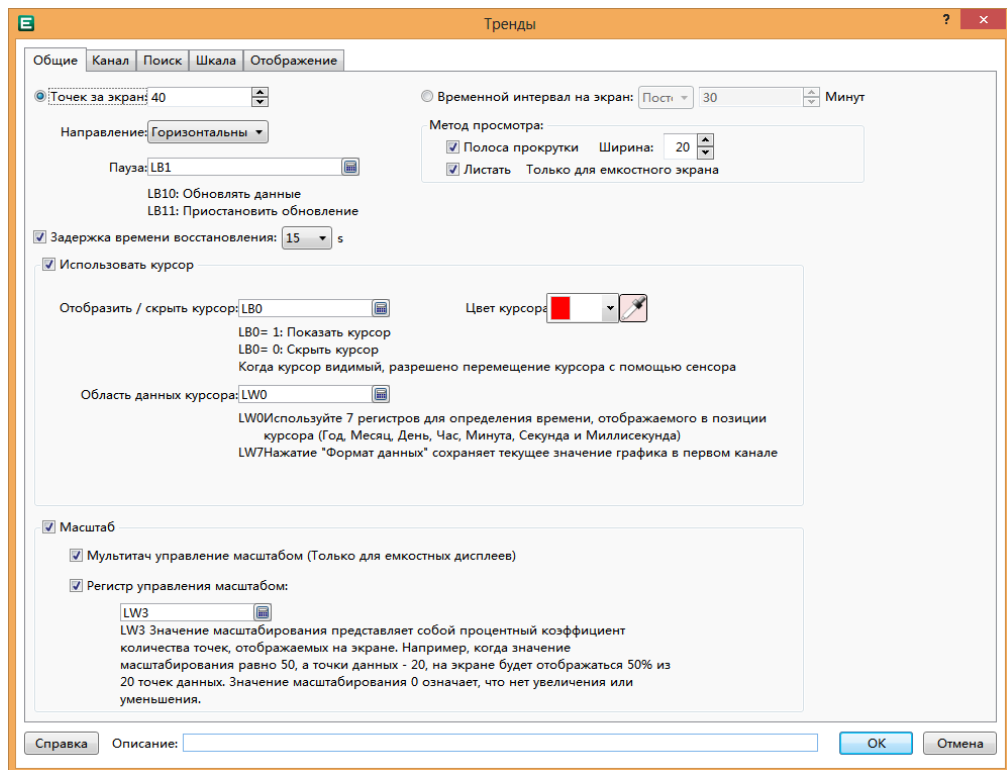 E
Тренды
? ×
Общие Канал Поиск Шкала Отображение
Точек за экран: 40
Временной интервал на экран: Пост 30 Минут
Направление: Горизонтальны
Метод просмотра:
Полоса прокрутки Ширина: 20
Пауза: LB1
Листать Только для емкостного экрана
LB10: Обновлять данные
LB11: Приостановить обновление
Задержка времени восстановления: 15 s
Использовать курсор
Отобразить / скрыть курсор: LB0
Цвет курсора
LB0= 1: Показать курсор
LB0= 0: Скрыть курсор
Когда курсор видимый, разрешено перемещение курсора с помощью сенсора
Область данных курсора: LW0
LW0Используйте 7 регистров для определения времени, отображаемого в позиции
курсора (Год, Месяц, День, Час, Минута, Секунда и Миллисекунда)
LW7Нажатие "Формат данных" сохраняет текущее значение графика в первом канале
Масштаб
Мультитач управление масштабом (Только для емкостных дисплеев)
Регистр управления масштабом:
LW3
LW3 Значение масштабирования представляет собой процентный коэффициент
количества точек, отображаемых на экране. Например, когда значение
масштабирования равно 50, а точки данных - 20, на экране будет отображаться 50% из
20 точек данных. Значение масштабирования 0 означает, что нет увеличения или
уменьшения.
Справка Описание: OK Отмена